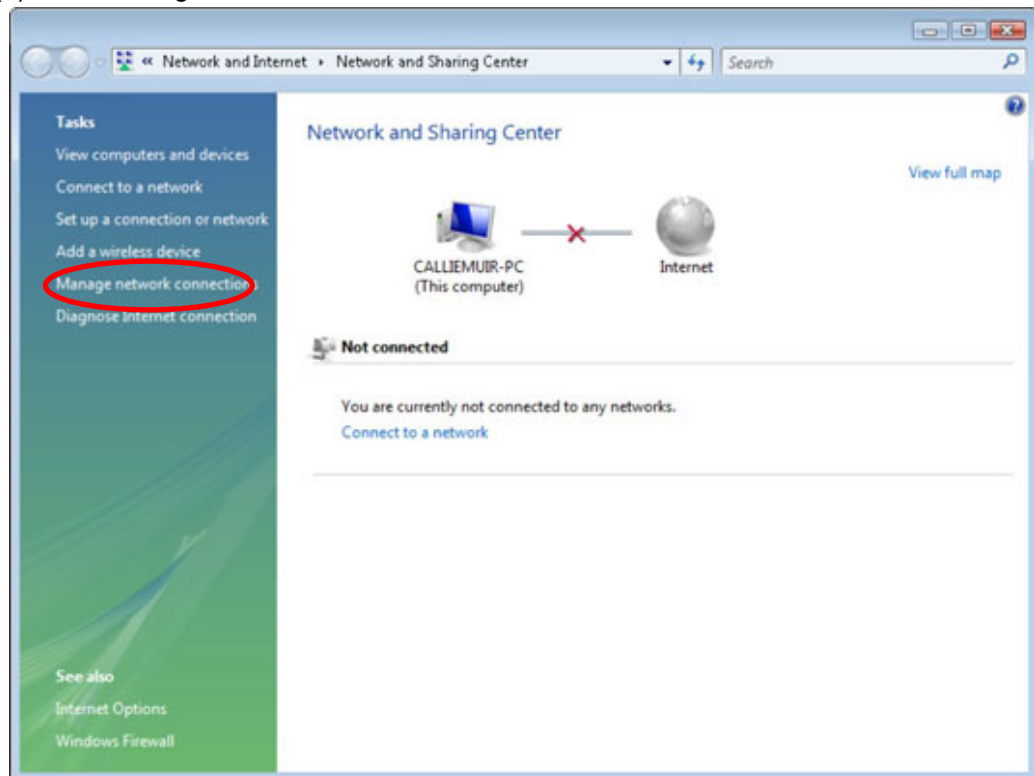 « Network and Internet › Network and Sharing Center
Search
Tasks
View computers and devices
Connect to a network
Set up a connection or network
Add a wireless device
Manage network connections
Diagnose Internet connection
See also
Internet Options
Windows Firewall
Network and Sharing Center
View full map
CALLIEMUIR-PC
(This computer)
Internet
Not connected
You are currently not connected to any networks.
Connect to a network